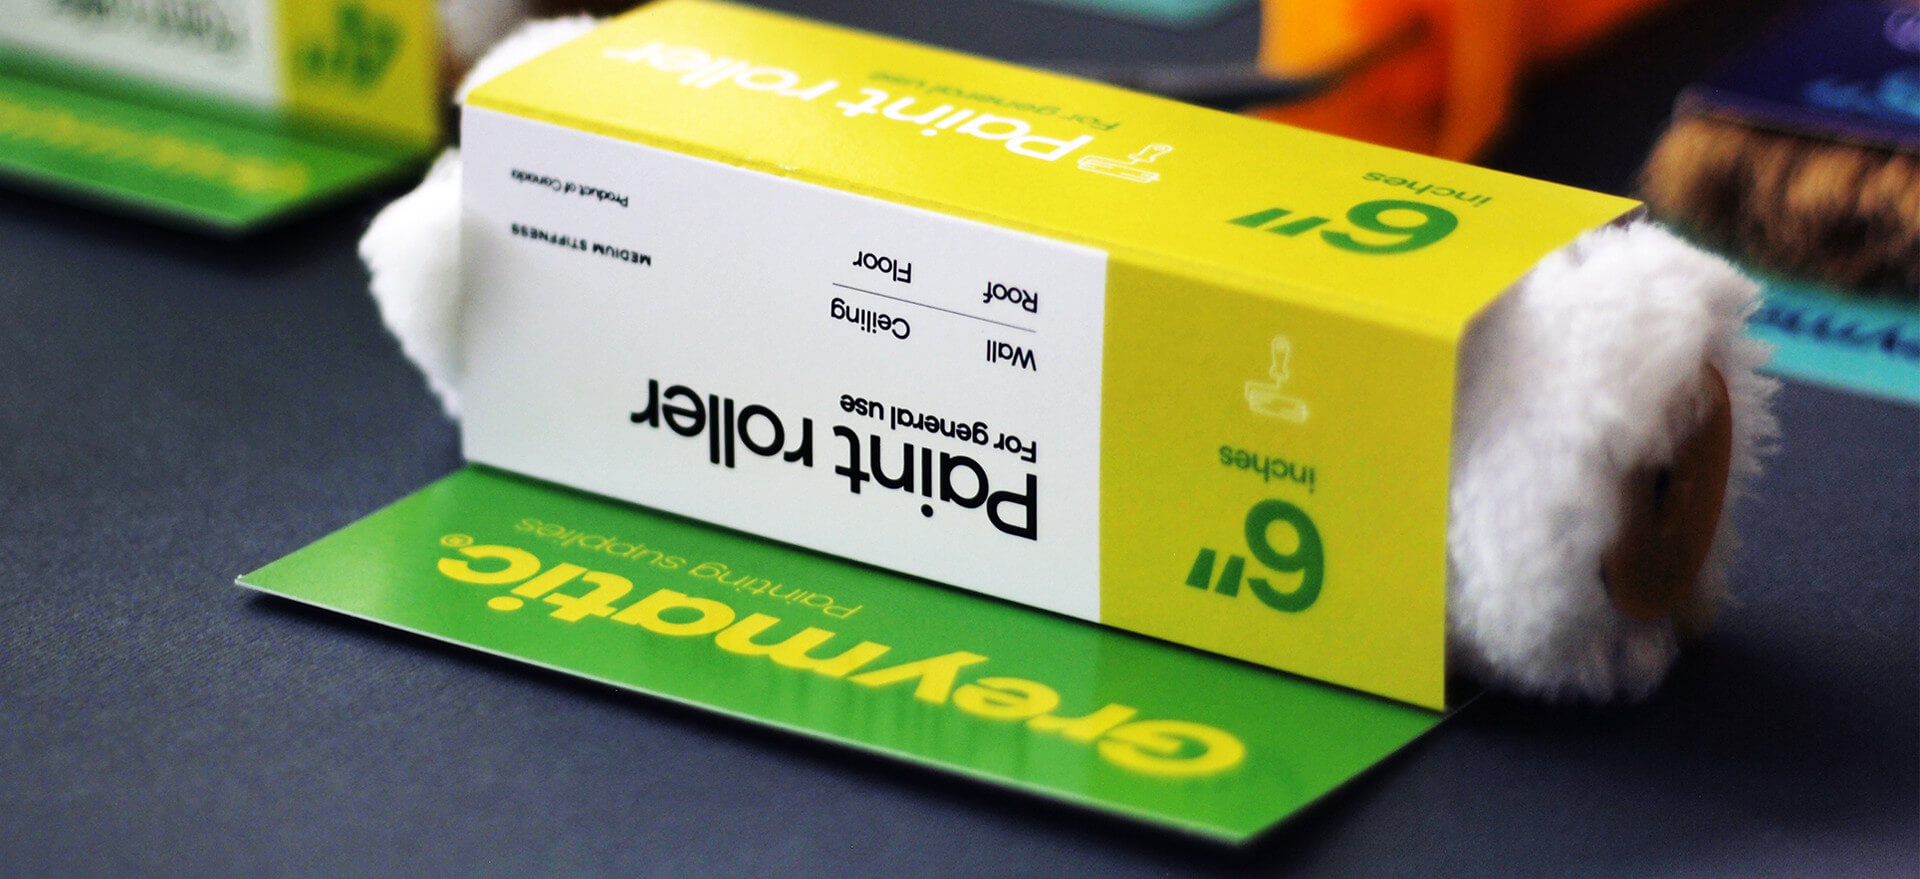 Greymatic®
Painting supplies
6″
inches
Paint roller
For general use
Wall Ceiling
Roof Floor
MEDIUM STIFFNESS
Product of Canada
6″
inches
Paint roller
For general use